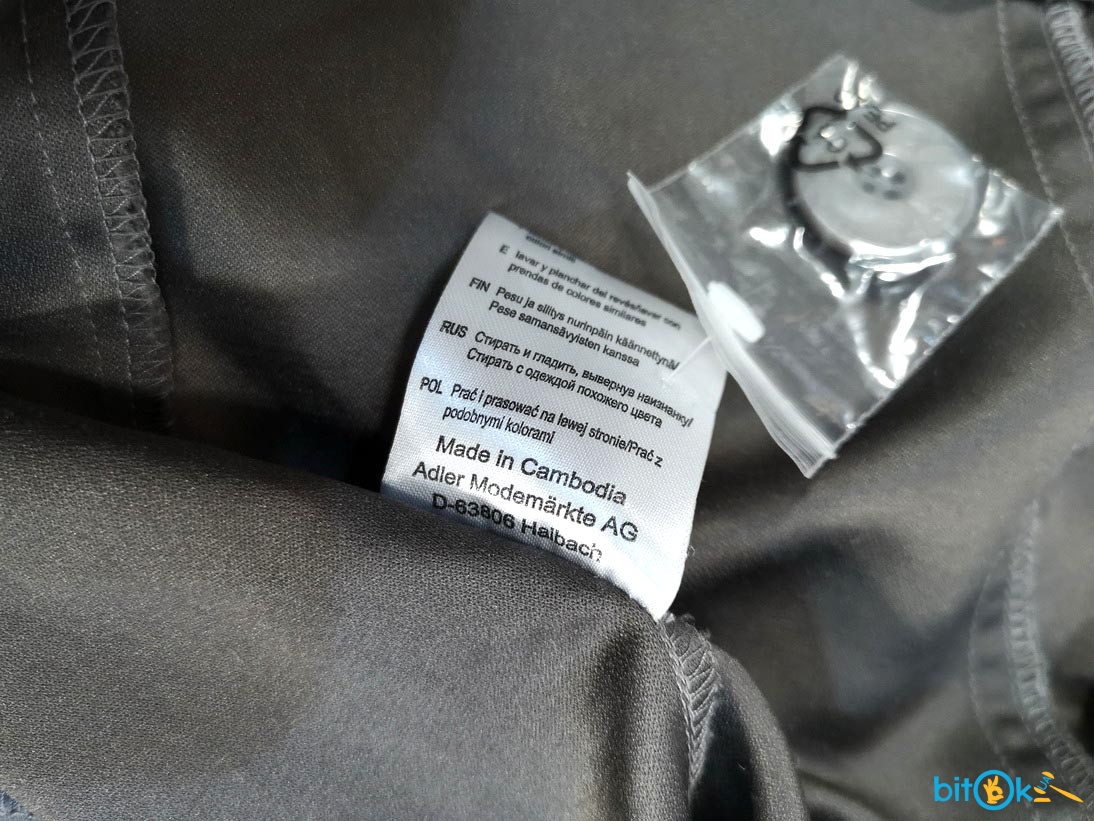 E lavar y planchar del revés/lavar con
prendas de colores similares
FIN Pesu ja silitys nurinpäin käännettynä/
Pese samansävyisten kanssa
RUS Стирать и гладить, вывернув наизнанку/
Стирать с одеждой похожего цвета
POL Prać i prasować na lewej stronie/Prać z
podobnymi kolorami
Made in Cambodia
Adler Modemärkte AG
D-63806 Haibach
bitok